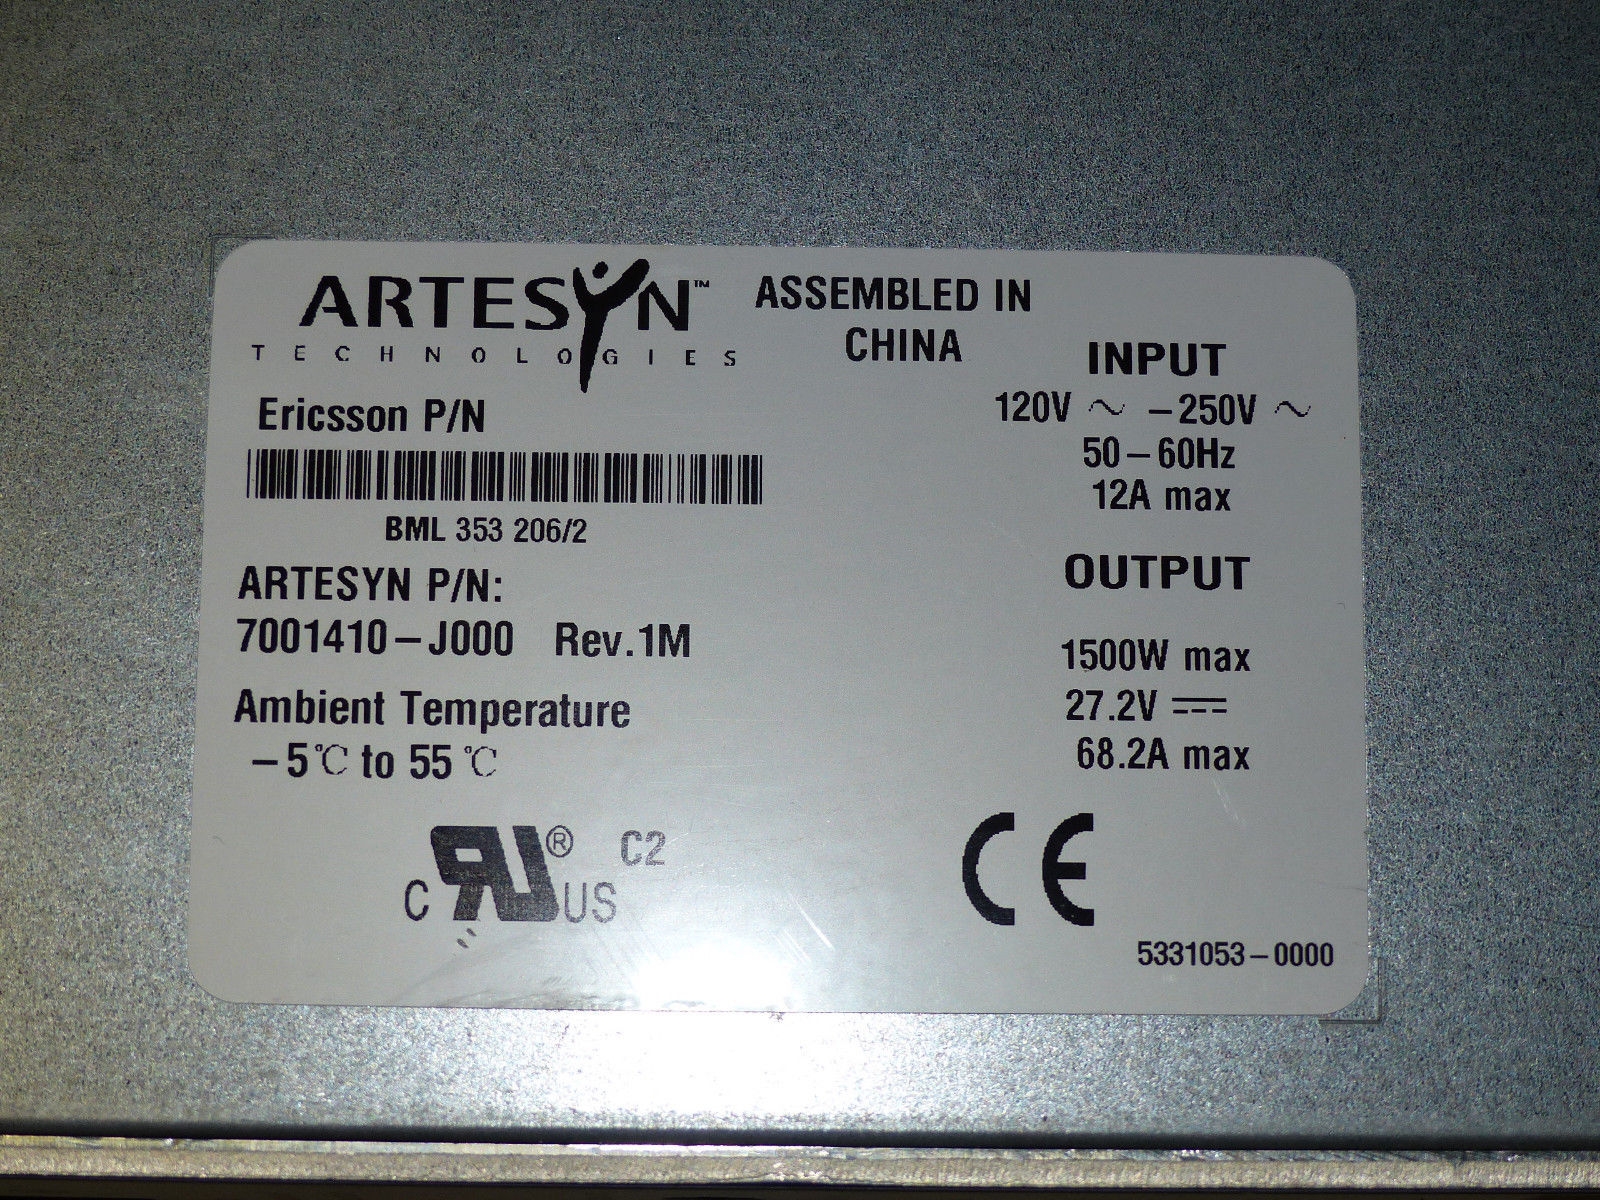 ARTESYN™
TECHNOLOGIES
ASSEMBLED IN
CHINA
Ericsson P/N
BML 353 206/2
ARTESYN P/N:
7001410–J000 Rev.1M
Ambient Temperature
–5℃ to 55 ℃
INPUT
120V ~ –250V ~
50–60Hz
12A max
OUTPUT
1500W max
27.2V ⎓
68.2A max
C RU® US C2
CE
5331053–0000